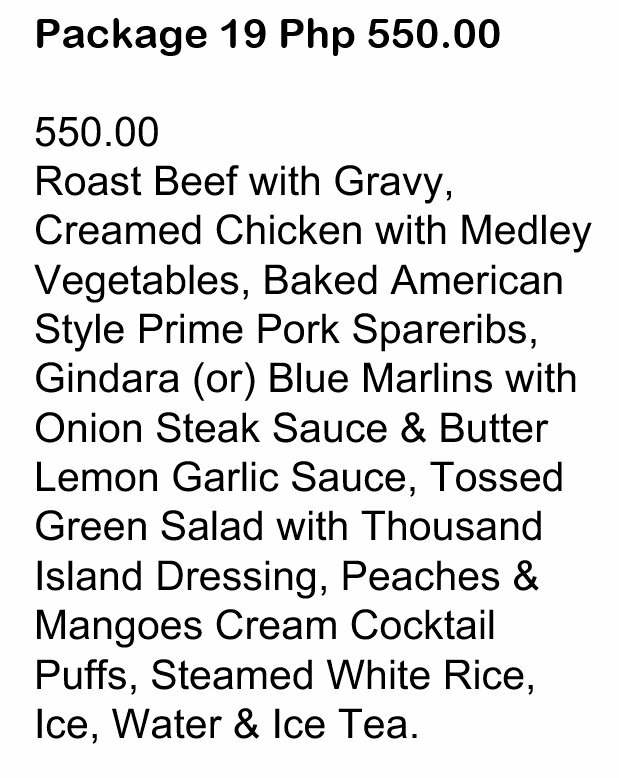 Package 19 Php 550.00
550.00
Roast Beef with Gravy,
Creamed Chicken with Medley
Vegetables, Baked American
Style Prime Pork Spareribs,
Gindara (or) Blue Marlins with
Onion Steak Sauce & Butter
Lemon Garlic Sauce, Tossed
Green Salad with Thousand
Island Dressing, Peaches &
Mangoes Cream Cocktail
Puffs, Steamed White Rice,
Ice, Water & Ice Tea.